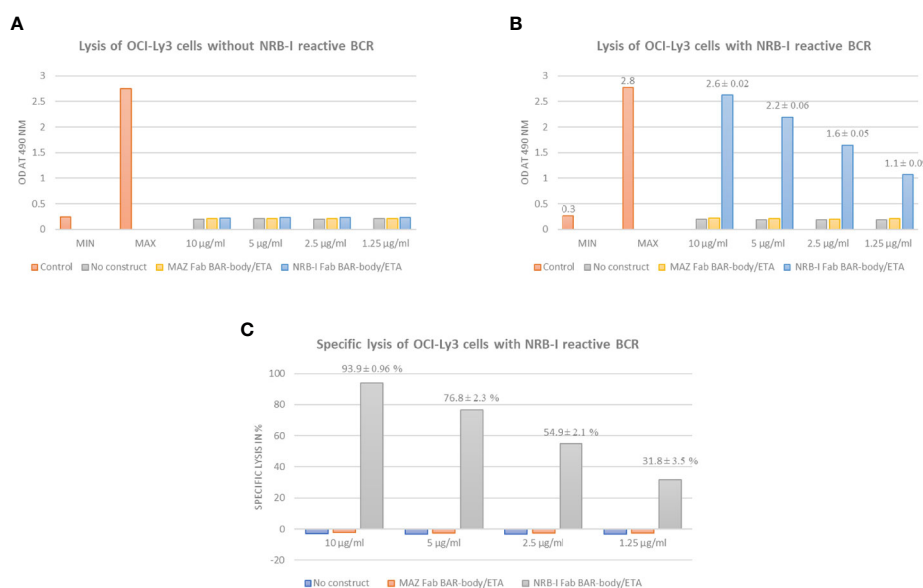 A
Lysis of OCI-Ly3 cells without NRB-I reactive BCR
3
2.5
2
1.5
1
0.5
0
OD AT 490 NM
MIN MAX 10 µg/ml 5 µg/ml 2.5 µg/ml 1.25 µg/ml
Control No construct MAZ Fab BAR-body/ETA NRB-I Fab BAR-body/ETA
B
Lysis of OCI-Ly3 cells with NRB-I reactive BCR
3
2.5
2
1.5
1
0.5
0
OD AT 490 NM
0.3
2.8
2.6 ± 0.02
2.2 ± 0.06
1.6 ± 0.05
1.1 ± 0.09
MIN MAX 10 µg/ml 5 µg/ml 2.5 µg/ml 1.25 µg/ml
Control No construct MAZ Fab BAR-body/ETA NRB-I Fab BAR-body/ETA
C
Specific lysis of OCI-Ly3 cells with NRB-I reactive BCR
100
80
60
40
20
0
-20
SPECIFIC LYSIS IN %
93.9 ± 0.96 %
76.8 ± 2.3 %
54.9 ± 2.1 %
31.8 ± 3.5 %
10 µg/ml 5 µg/ml 2.5 µg/ml 1.25 µg/ml
No construct MAZ Fab BAR-body/ETA NRB-I Fab BAR-body/ETA